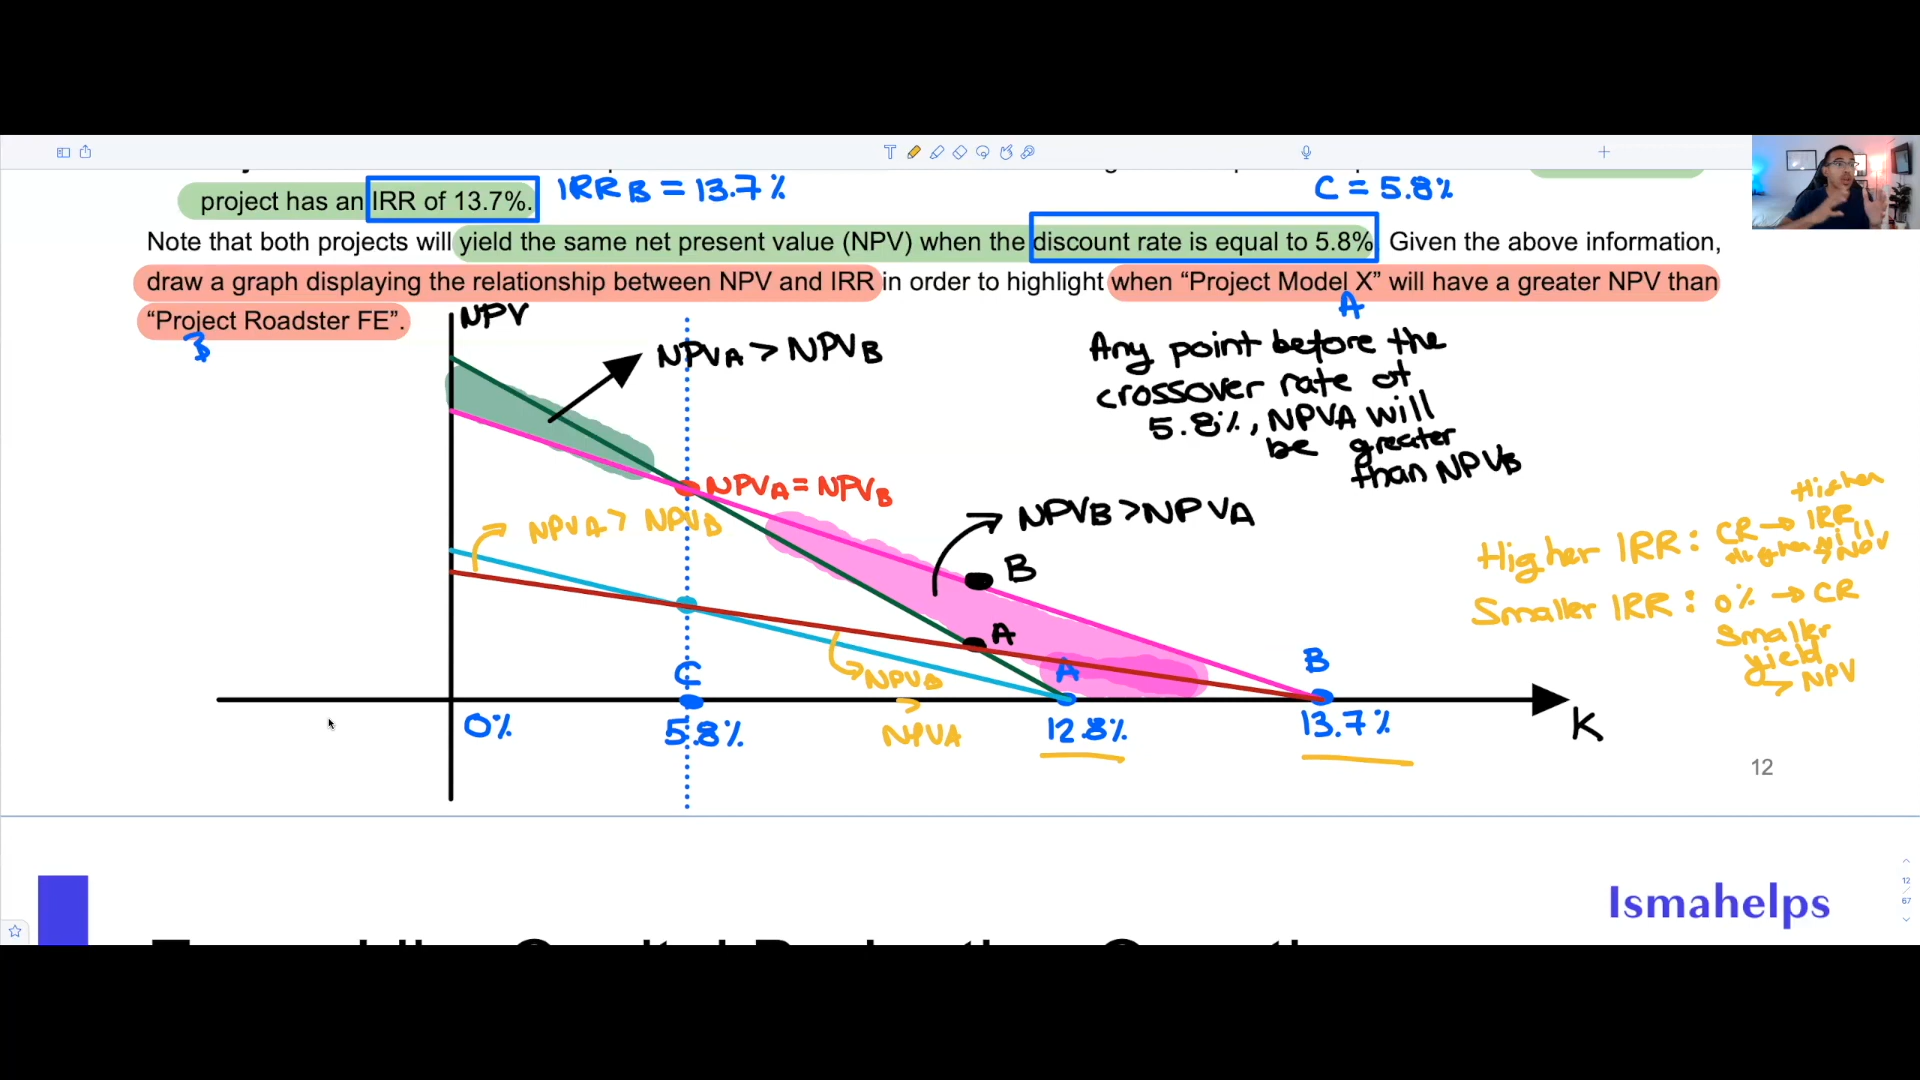 project has an IRR of 13.7%.
IRR B = 13.7%
C = 5.8%
Note that both projects will yield the same net present value (NPV) when the discount rate is equal to 5.8% Given the above information,
draw a graph displaying the relationship between NPV and IRR in order to highlight when “Project Model X” will have a greater NPV than
A
“Project Roadster FE”.
B
NPV
NPVA > NPVB
Any point before the
crossover rate of
5.8%, NPVA will
be greater
than NPVB
NPVA = NPVB
NPVA > NPVB
NPVB > NPVA
B
A
Higher IRR: CR → IRR
Higher
will
NPV
Smaller IRR: 0% → CR
Smaller
yield
→ NPV
C
A
B
NPVB
>
NPVA
0%
5.8%
12.8%
13.7%
K
12
Ismahelps
12
67